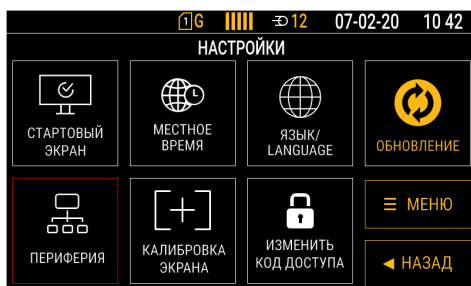 1 G 12 07-02-20 10 42
НАСТРОЙКИ
СТАРТОВЫЙ
ЭКРАН
МЕСТНОЕ
ВРЕМЯ
ЯЗЫК/
LANGUAGE
ОБНОВЛЕНИЕ
ПЕРИФЕРИЯ
КАЛИБРОВКА
ЭКРАНА
ИЗМЕНИТЬ
КОД ДОСТУПА
МЕНЮ
НАЗАД